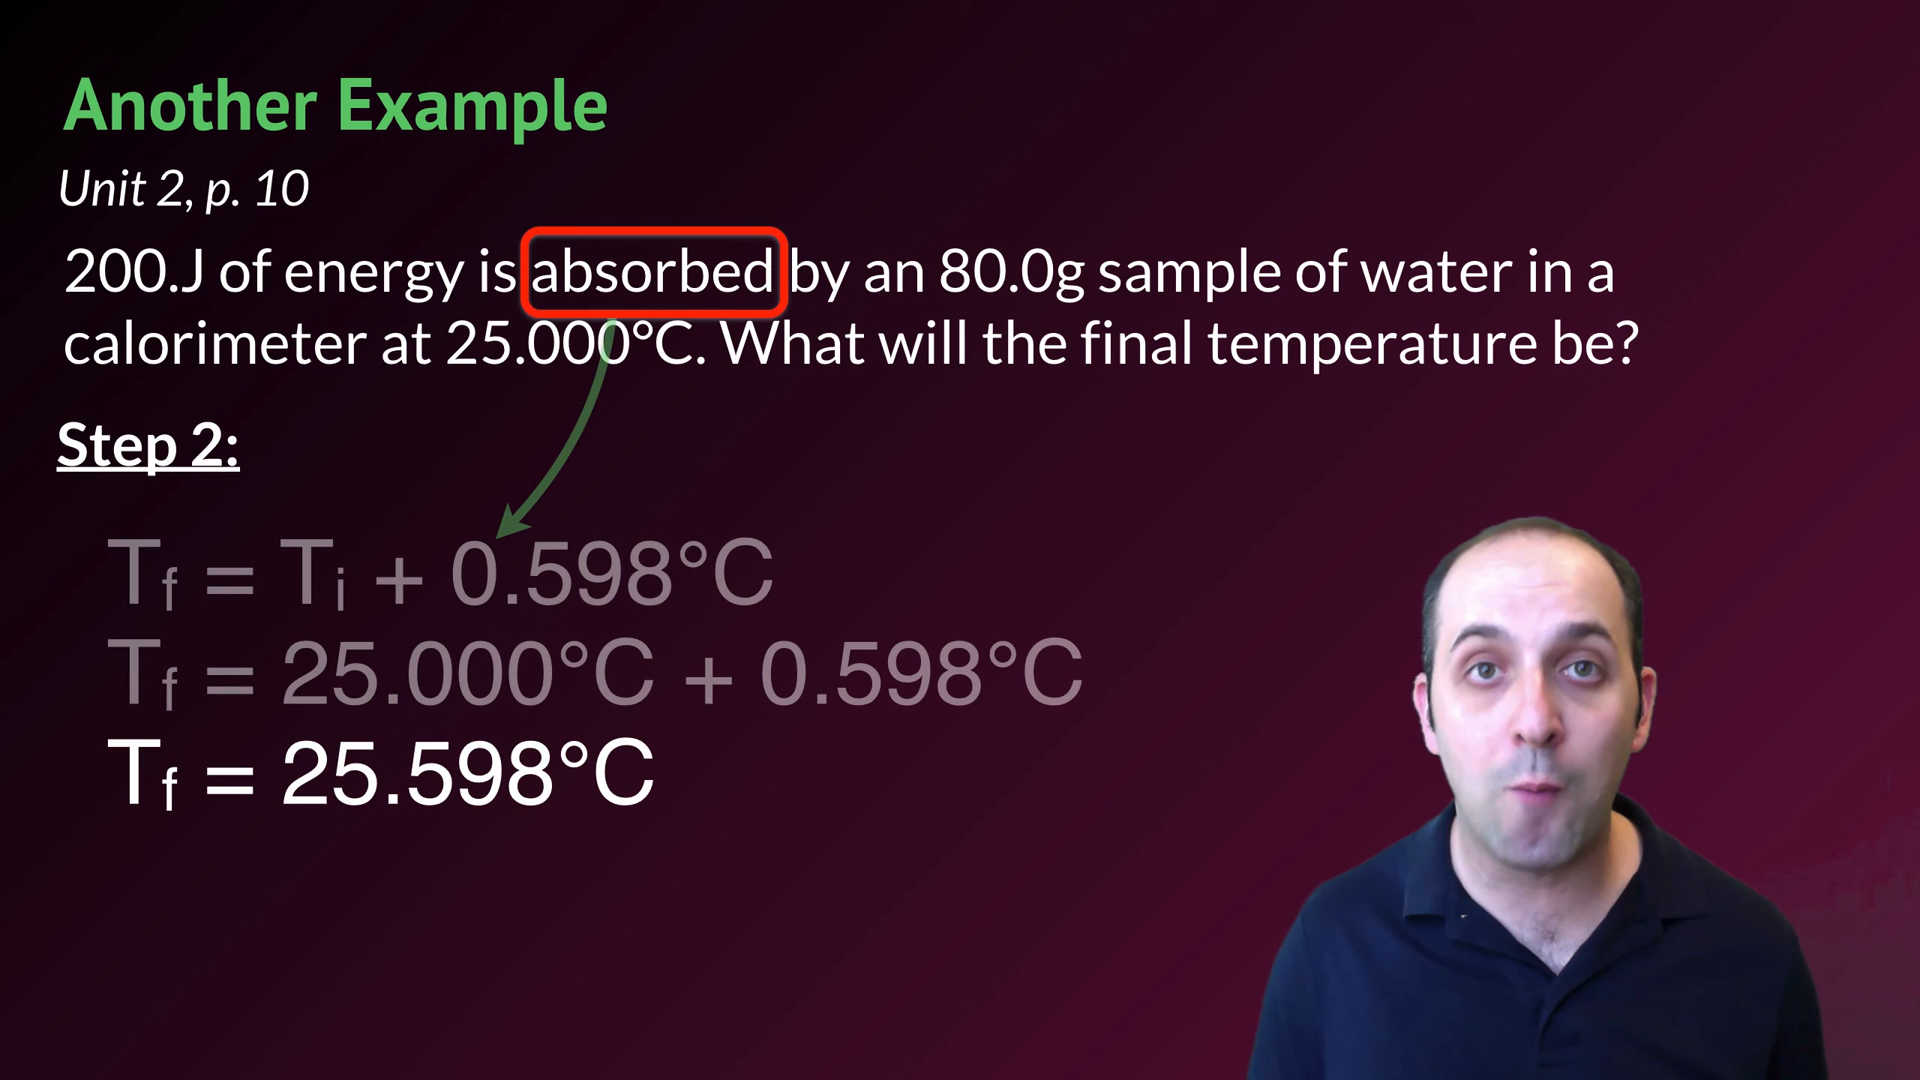 Another Example
Unit 2, p. 10
200.J of energy is absorbed by an 80.0g sample of water in a
calorimeter at 25.000°C. What will the final temperature be?
Step 2:
Tf = Ti + 0.598°C
Tf = 25.000°C + 0.598°C
Tf = 25.598°C